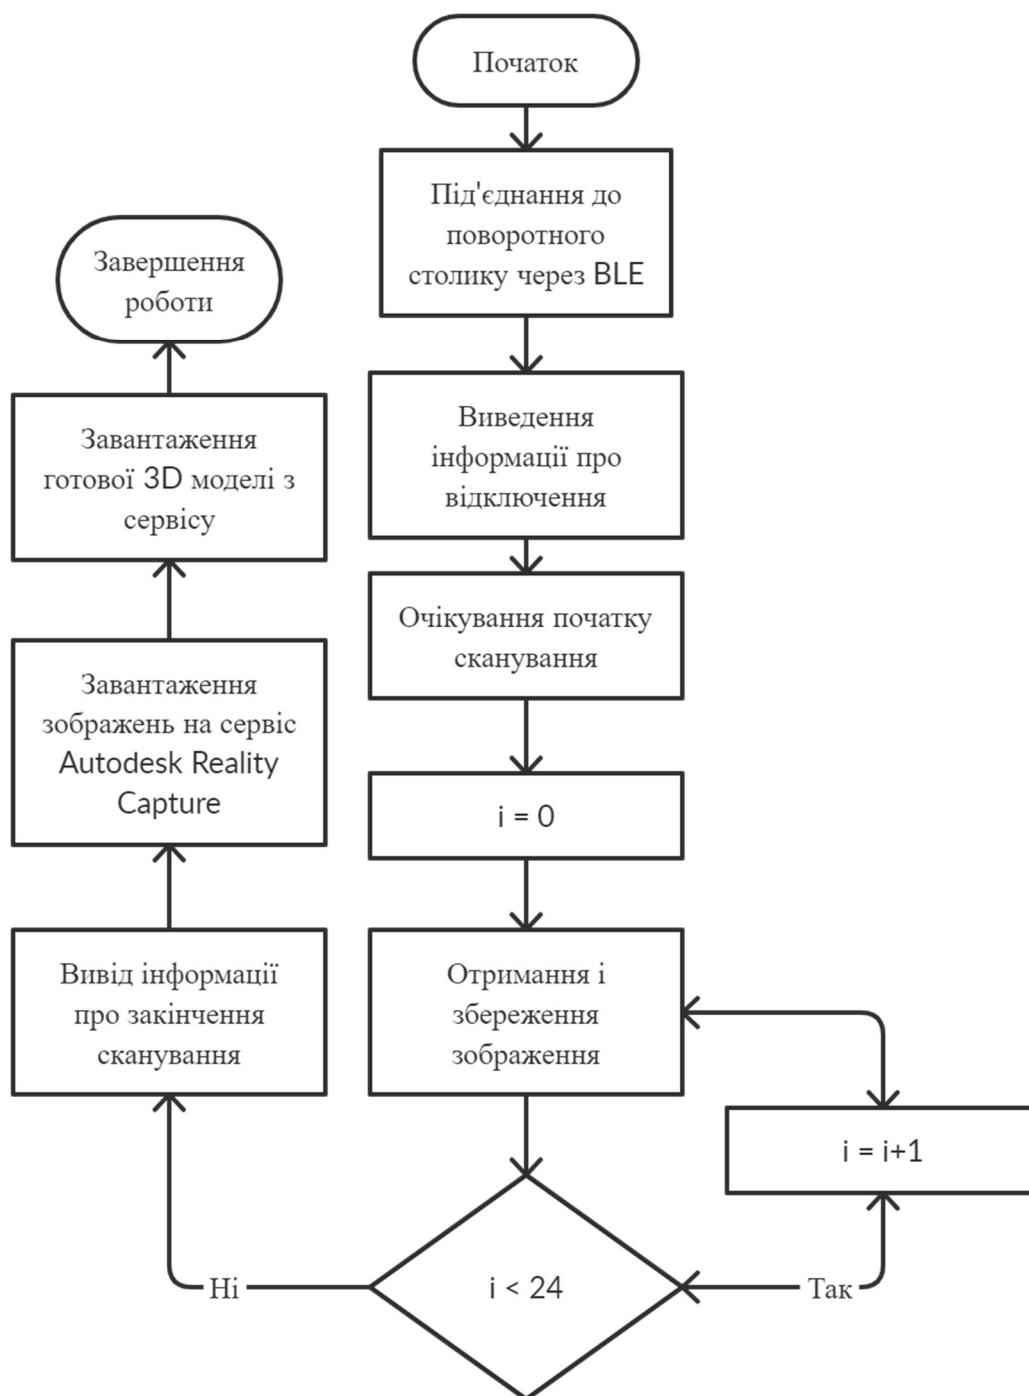 Початок
Під'єднання до
поворотного
столику через BLE
Виведення
інформації про
відключення
Очікування початку
сканування
i = 0
Отримання і
збереження
зображення
i = i+1
i < 24
Так
Ні
Вивід інформації
про закінчення
сканування
Завантаження
зображень на сервіс
Autodesk Reality
Capture
Завантаження
готової 3D моделі з
сервісу
Завершення
роботи